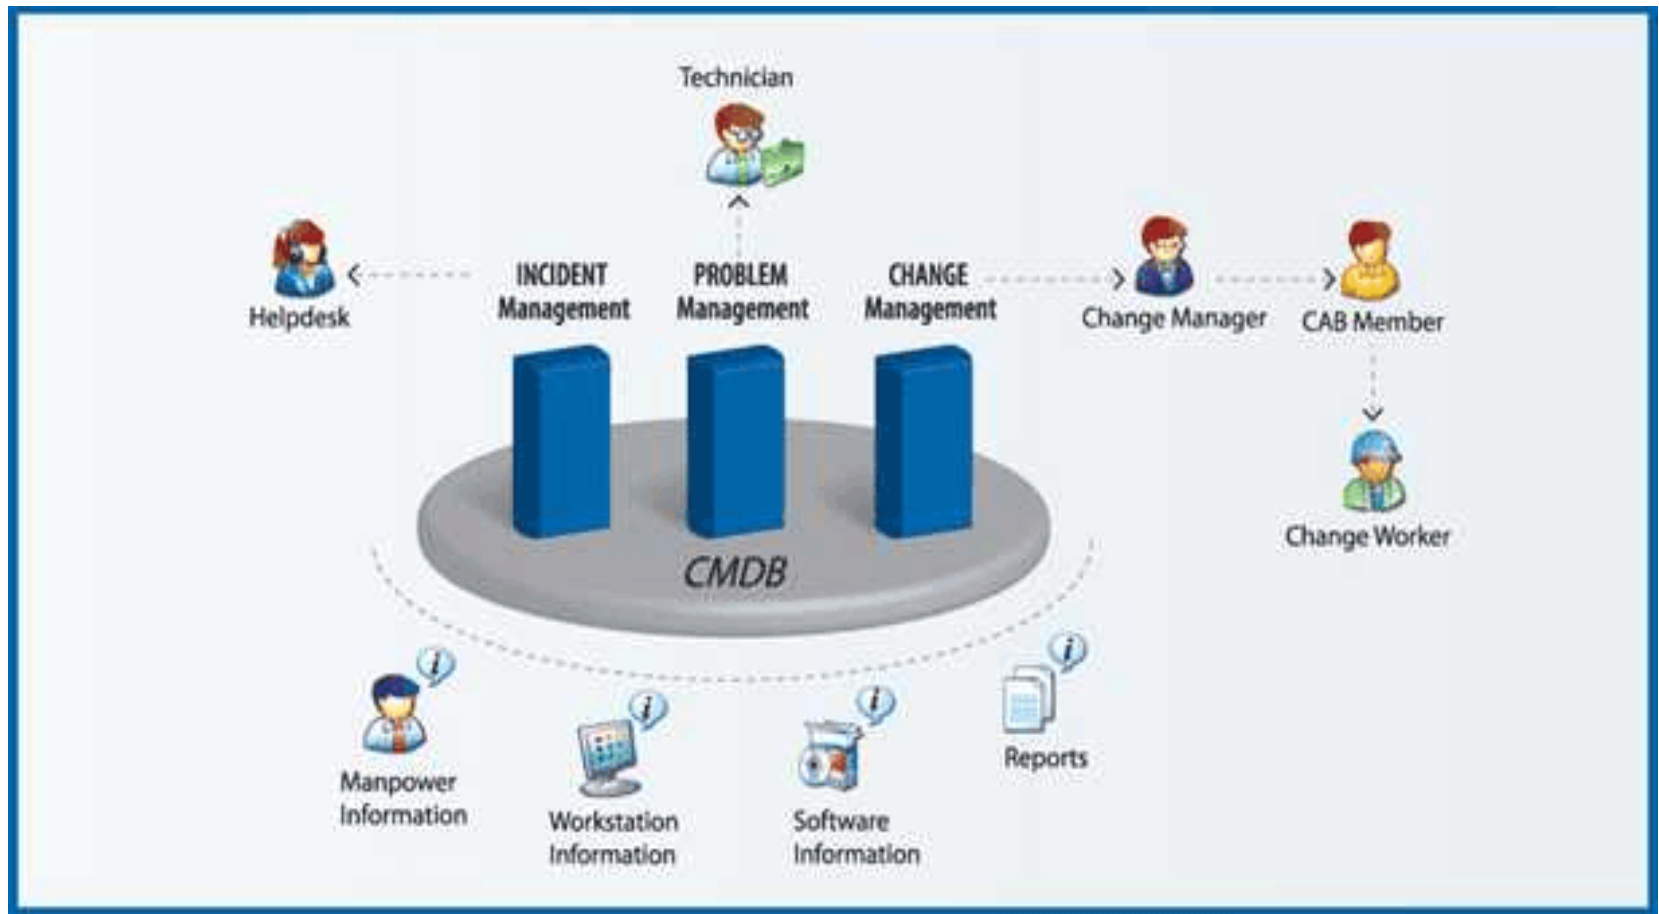 Technician
Helpdesk
INCIDENT
Management
PROBLEM
Management
CHANGE
Management
Change Manager
CAB Member
Change Worker
CMDB
Manpower
Information
Workstation
Information
Software
Information
Reports
i
i
i
i